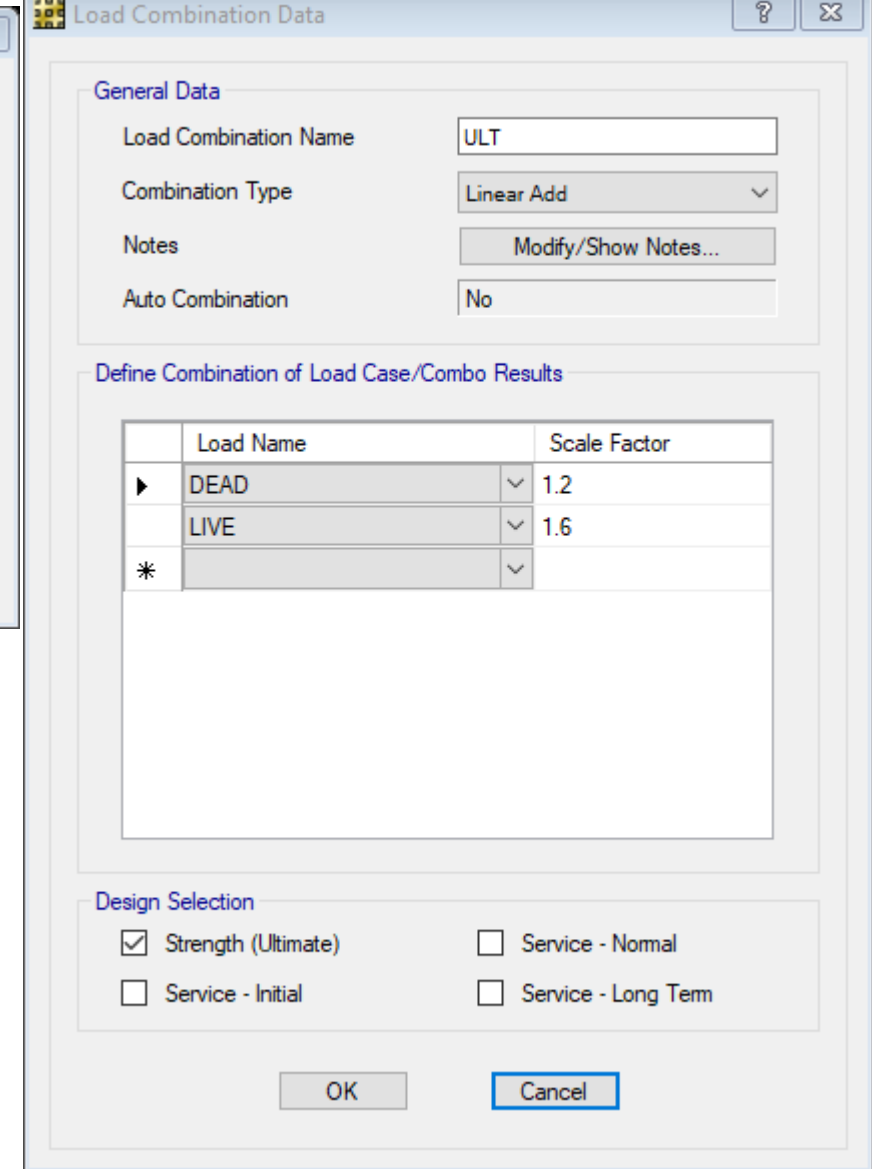 Load Combination Data
General Data
Load Combination Name ULT
Combination Type Linear Add
Notes Modify/Show Notes...
Auto Combination No
Define Combination of Load Case/Combo Results
Load Name Scale Factor
DEAD 1.2
LIVE 1.6
Design Selection
Strength (Ultimate) Service - Normal
Service - Initial Service - Long Term
OK Cancel